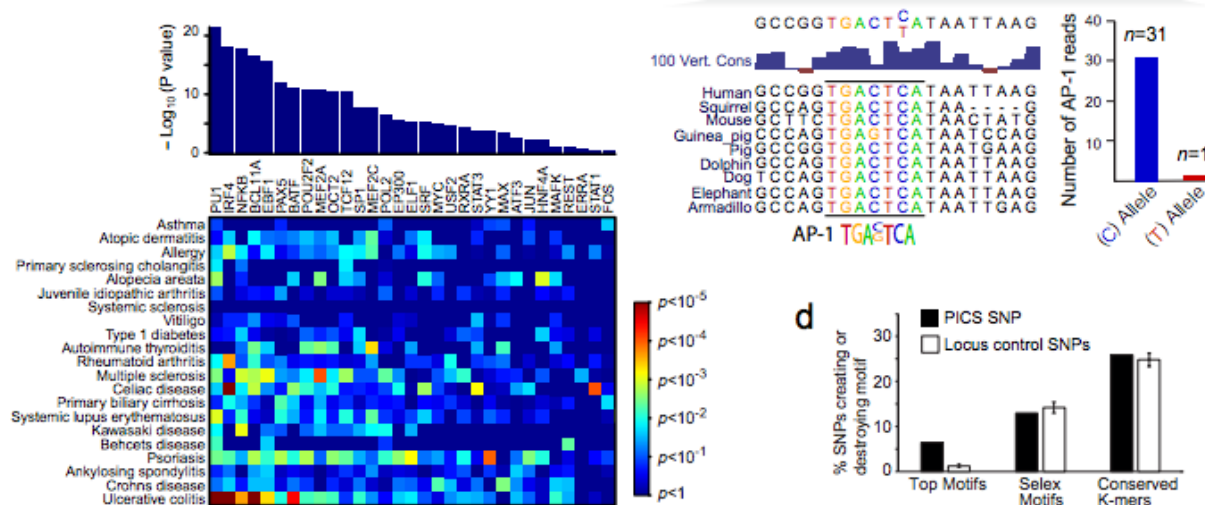 20
10
0
– Log10 (P value)
PU1
IRF4
NFKB
BCL11A
EBF1
PAX5
BATF
POU2F2
MEF2A
OCT2
TCF12
SP1
MEF2C
POL2
EP300
ELF1
SRF
MYC
USF2
RXRA
STAT3
YY1
MAX
ATF3
JUN
HNF4A
MAFK
REST
ERRA
STAT1
FOS
Asthma
Atopic dermatitis
Allergy
Primary sclerosing cholangitis
Alopecia areata
Juvenile idiopathic arthritis
Systemic sclerosis
Vitiligo
Type 1 diabetes
Autoimmune thyroiditis
Rheumatoid arthritis
Multiple sclerosis
Celiac disease
Primary biliary cirrhosis
Systemic lupus erythematosus
Kawasaki disease
Behcets disease
Psoriasis
Ankylosing spondylitis
Crohns disease
Ulcerative colitis
p<10-5
p<10-4
p<10-3
p<10-2
p<10-1
p<1
C
GCCGGTGACT ATAATTAAG
T
100 Vert. Cons
Human GCCGGTGACTCATAATTAAG
Squirrel GCCAGTGACTCATAA----G
Mouse GCTTCTGACTCATAACTATG
Guinea_pig CCCAGTGAGTCATAATCCAG
Pig GCCGGTGACTCATAATTAAG
Dolphin GCCAGTGACTCATAATTAAG
Dog TCCAGTGACTCATAATTAAG
Elephant GCCAGTGACTCATAATTAAG
Armadillo GCCAGTGACTCATAATTGAG
AP-1 TGACTCA
G
40
30
20
10
0
Number of AP-1 reads
n=31
n=1
(C) Allele
(T) Allele
d
PICS SNP
Locus control SNPs
30
20
10
0
% SNPs creating or
destroying motif
Top Motifs
Selex
Motifs
Conserved
K-mers